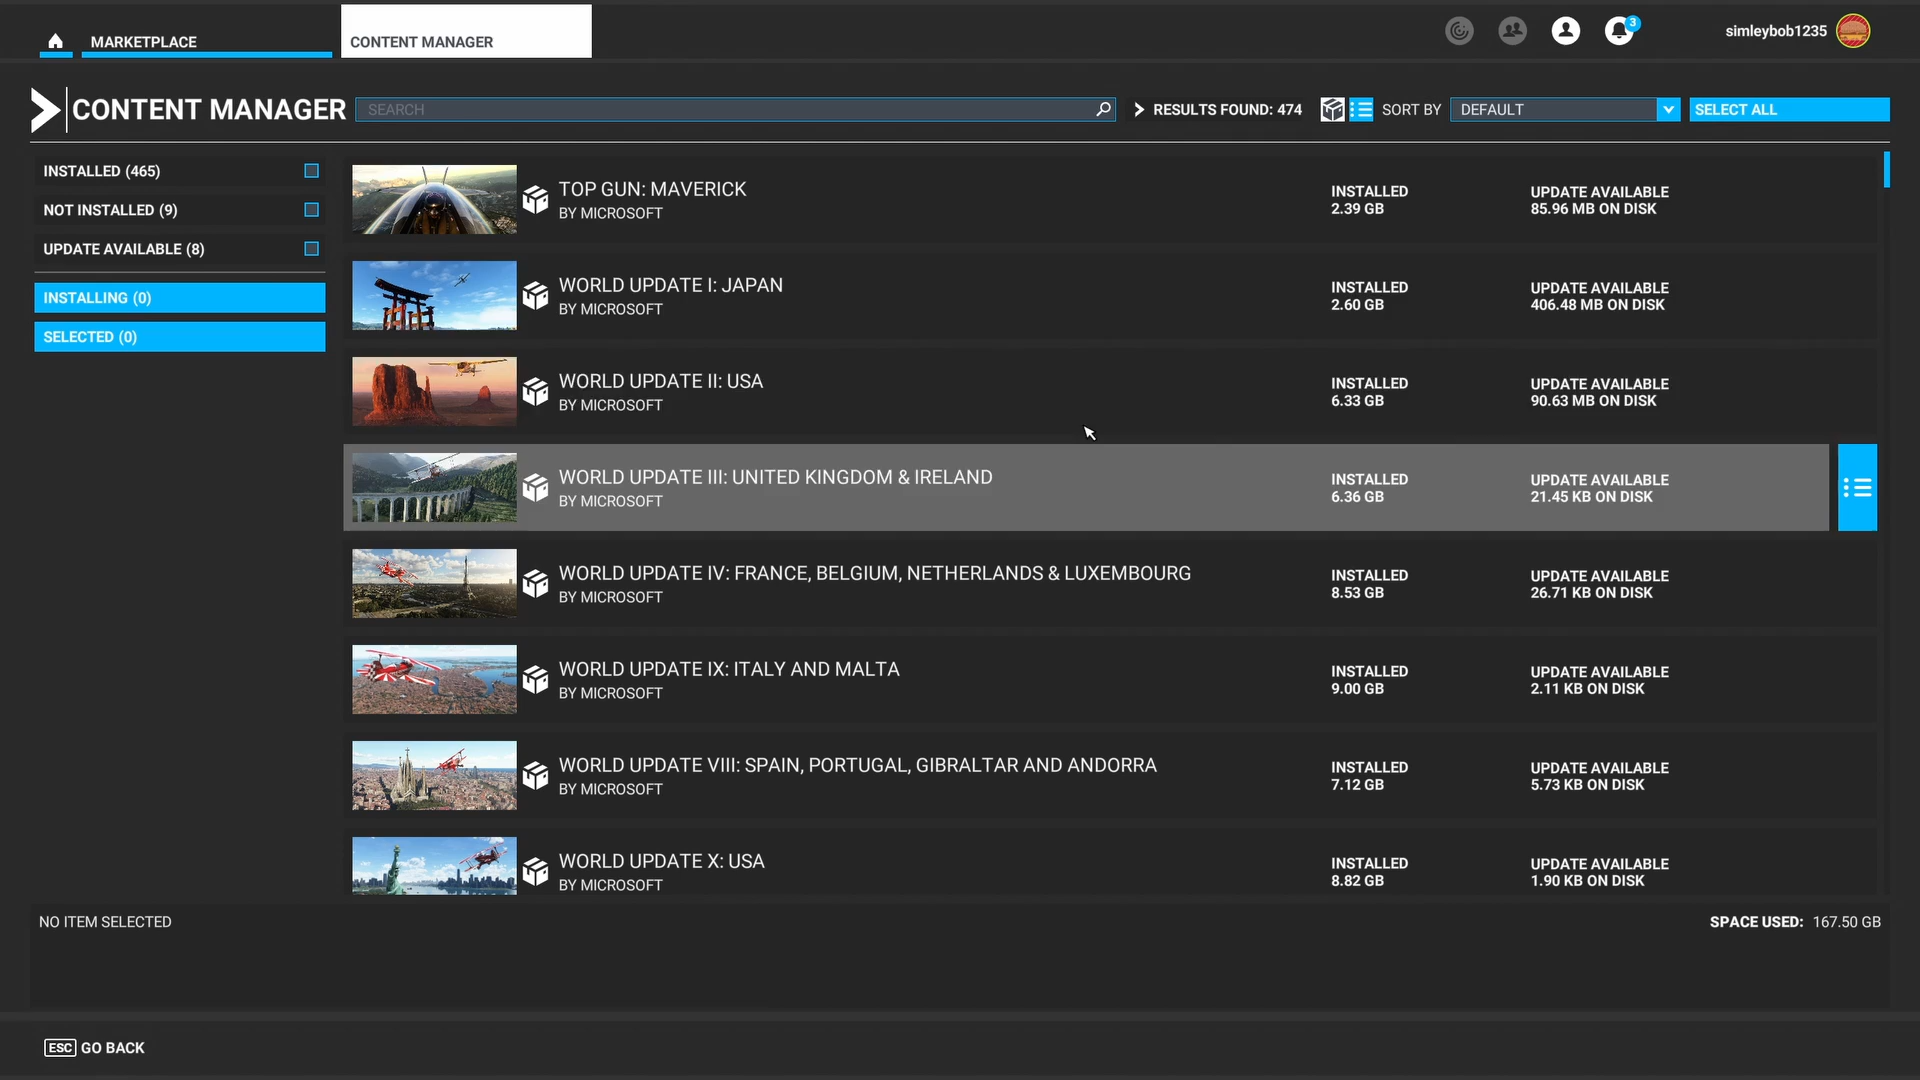 MARKETPLACE
CONTENT MANAGER
3
simleybob1235
CONTENT MANAGER
SEARCH
RESULTS FOUND: 474
SORT BY
DEFAULT
SELECT ALL
INSTALLED (465)
NOT INSTALLED (9)
UPDATE AVAILABLE (8)
INSTALLING (0)
SELECTED (0)
TOP GUN: MAVERICK
BY MICROSOFT
INSTALLED
2.39 GB
UPDATE AVAILABLE
85.96 MB ON DISK
WORLD UPDATE I: JAPAN
BY MICROSOFT
INSTALLED
2.60 GB
UPDATE AVAILABLE
406.48 MB ON DISK
WORLD UPDATE II: USA
BY MICROSOFT
INSTALLED
6.33 GB
UPDATE AVAILABLE
90.63 MB ON DISK
WORLD UPDATE III: UNITED KINGDOM & IRELAND
BY MICROSOFT
INSTALLED
6.36 GB
UPDATE AVAILABLE
21.45 KB ON DISK
WORLD UPDATE IV: FRANCE, BELGIUM, NETHERLANDS & LUXEMBOURG
BY MICROSOFT
INSTALLED
8.53 GB
UPDATE AVAILABLE
26.71 KB ON DISK
WORLD UPDATE IX: ITALY AND MALTA
BY MICROSOFT
INSTALLED
9.00 GB
UPDATE AVAILABLE
2.11 KB ON DISK
WORLD UPDATE VIII: SPAIN, PORTUGAL, GIBRALTAR AND ANDORRA
BY MICROSOFT
INSTALLED
7.12 GB
UPDATE AVAILABLE
5.73 KB ON DISK
WORLD UPDATE X: USA
BY MICROSOFT
INSTALLED
8.82 GB
UPDATE AVAILABLE
1.90 KB ON DISK
NO ITEM SELECTED
SPACE USED: 167.50 GB
ESC GO BACK